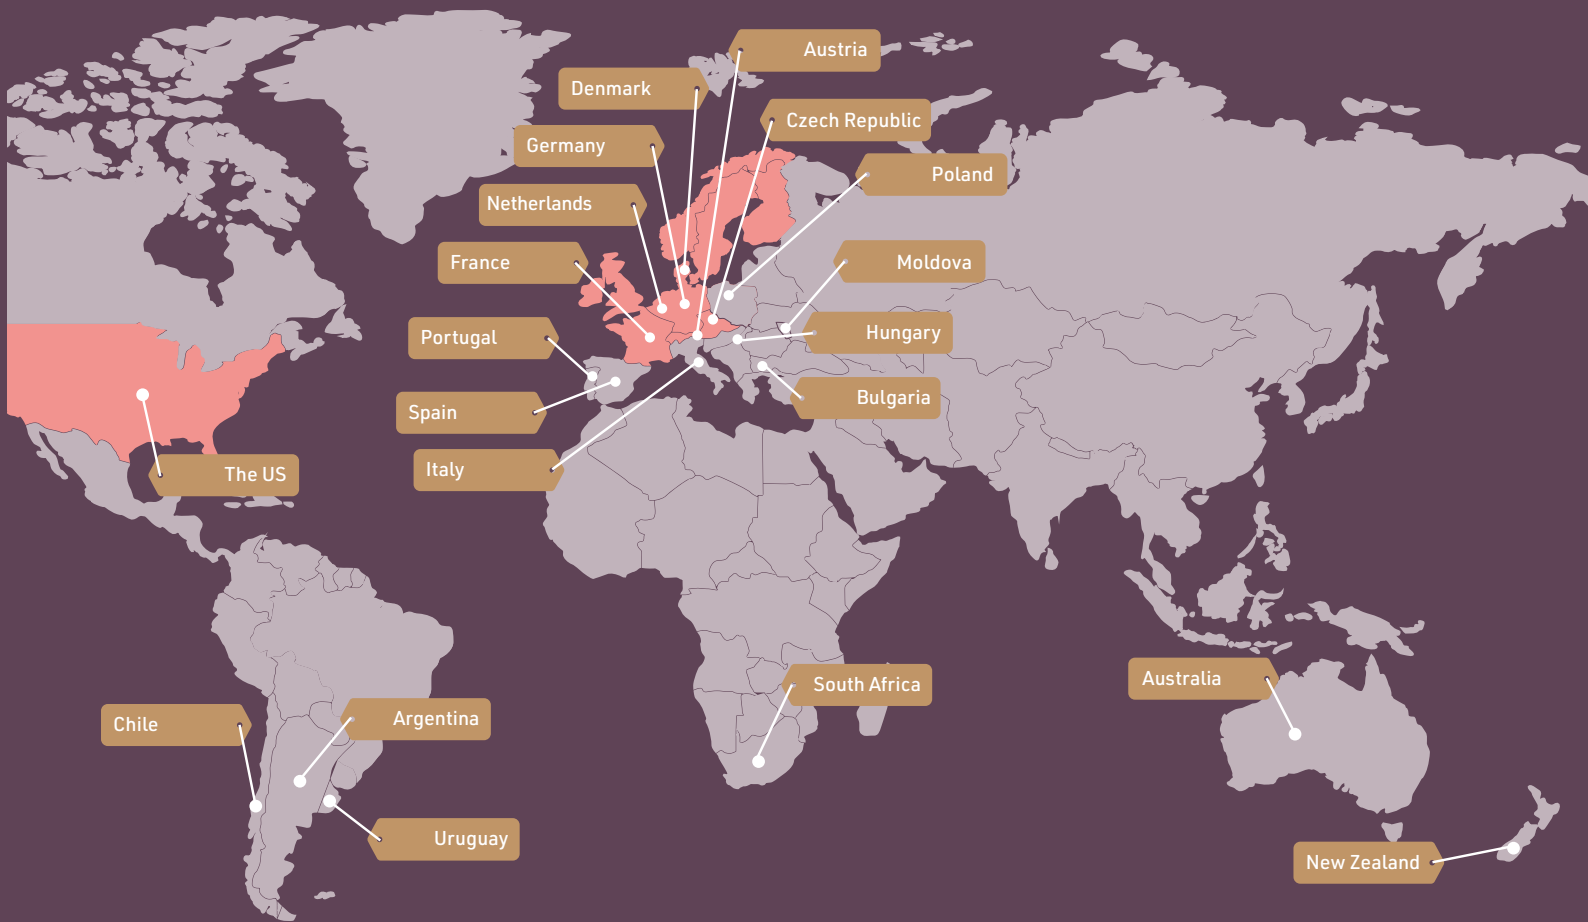 Austria
Denmark
Czech Republic
Germany
Poland
Netherlands
France
Moldova
Portugal
Hungary
Spain
Bulgaria
Italy
The US
South Africa
Australia
Chile
Argentina
Uruguay
New Zealand